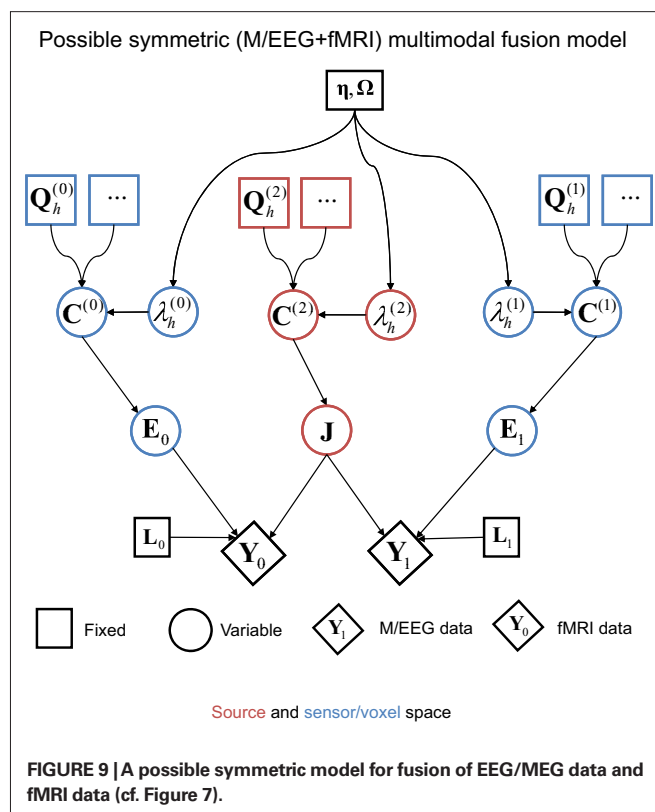 Possible symmetric (M/EEG+fMRI) multimodal fusion model
η, Ω
Q_h^(0) ... Q_h^(2) ... Q_h^(1) ...
C^(0) λ_h^(0) C^(2) λ_h^(2) λ_h^(1) C^(1)
E_0 J E_1
L_0 Y_0 Y_1 L_1
Fixed Variable Y_1 M/EEG data Y_0 fMRI data
Source and sensor/voxel space
FIGURE 9 | A possible symmetric model for fusion of EEG/MEG data and
fMRI data (cf. Figure 7).